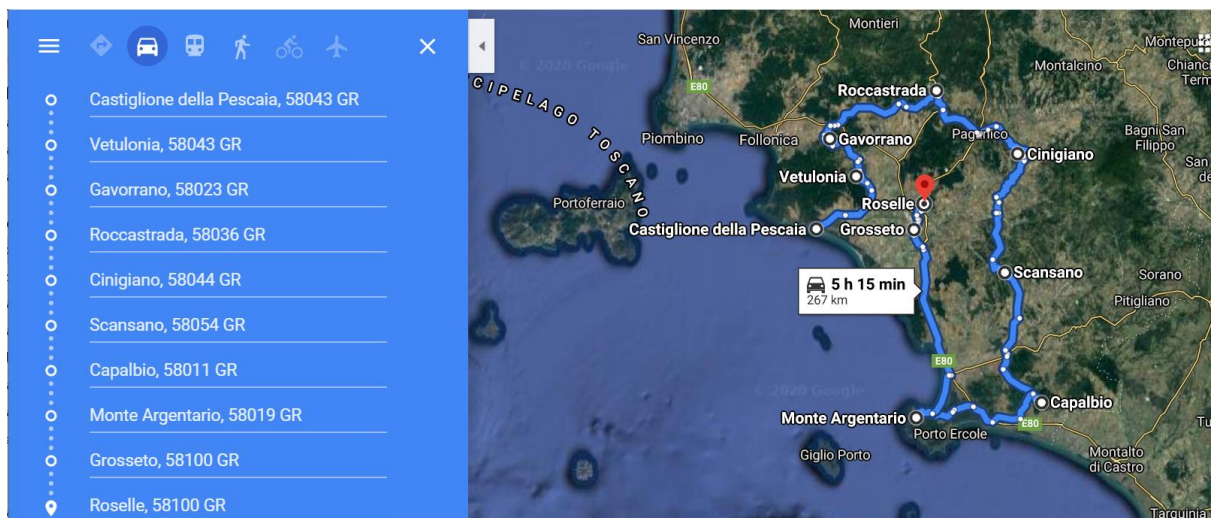 Castiglione della Pescaia, 58043 GR
Vetulonia, 58043 GR
Gavorrano, 58023 GR
Roccastrada, 58036 GR
Cinigiano, 58044 GR
Scansano, 58054 GR
Capalbio, 58011 GR
Monte Argentario, 58019 GR
Grosseto, 58100 GR
Roselle, 58100 GR
Montieri
San Vincenzo
© 2020 Google
Montalcino
E80
CIPELAGO TOSCANO
Roccastrada
Piombino
Follonica
Gavorrano
Paganico
Cinigiano
Bagni San
Filippo
Vetulonia
Portoferraio
Roselle
Castiglione della Pescaia
Grosseto
5 h 15 min
267 km
Scansano
Sorano
Pitigliano
E80
© 2020 Google
Capalbio
Monte Argentario
E80
Porto Ercole
Giglio Porto
Montalto
di Castro
Tarquinia